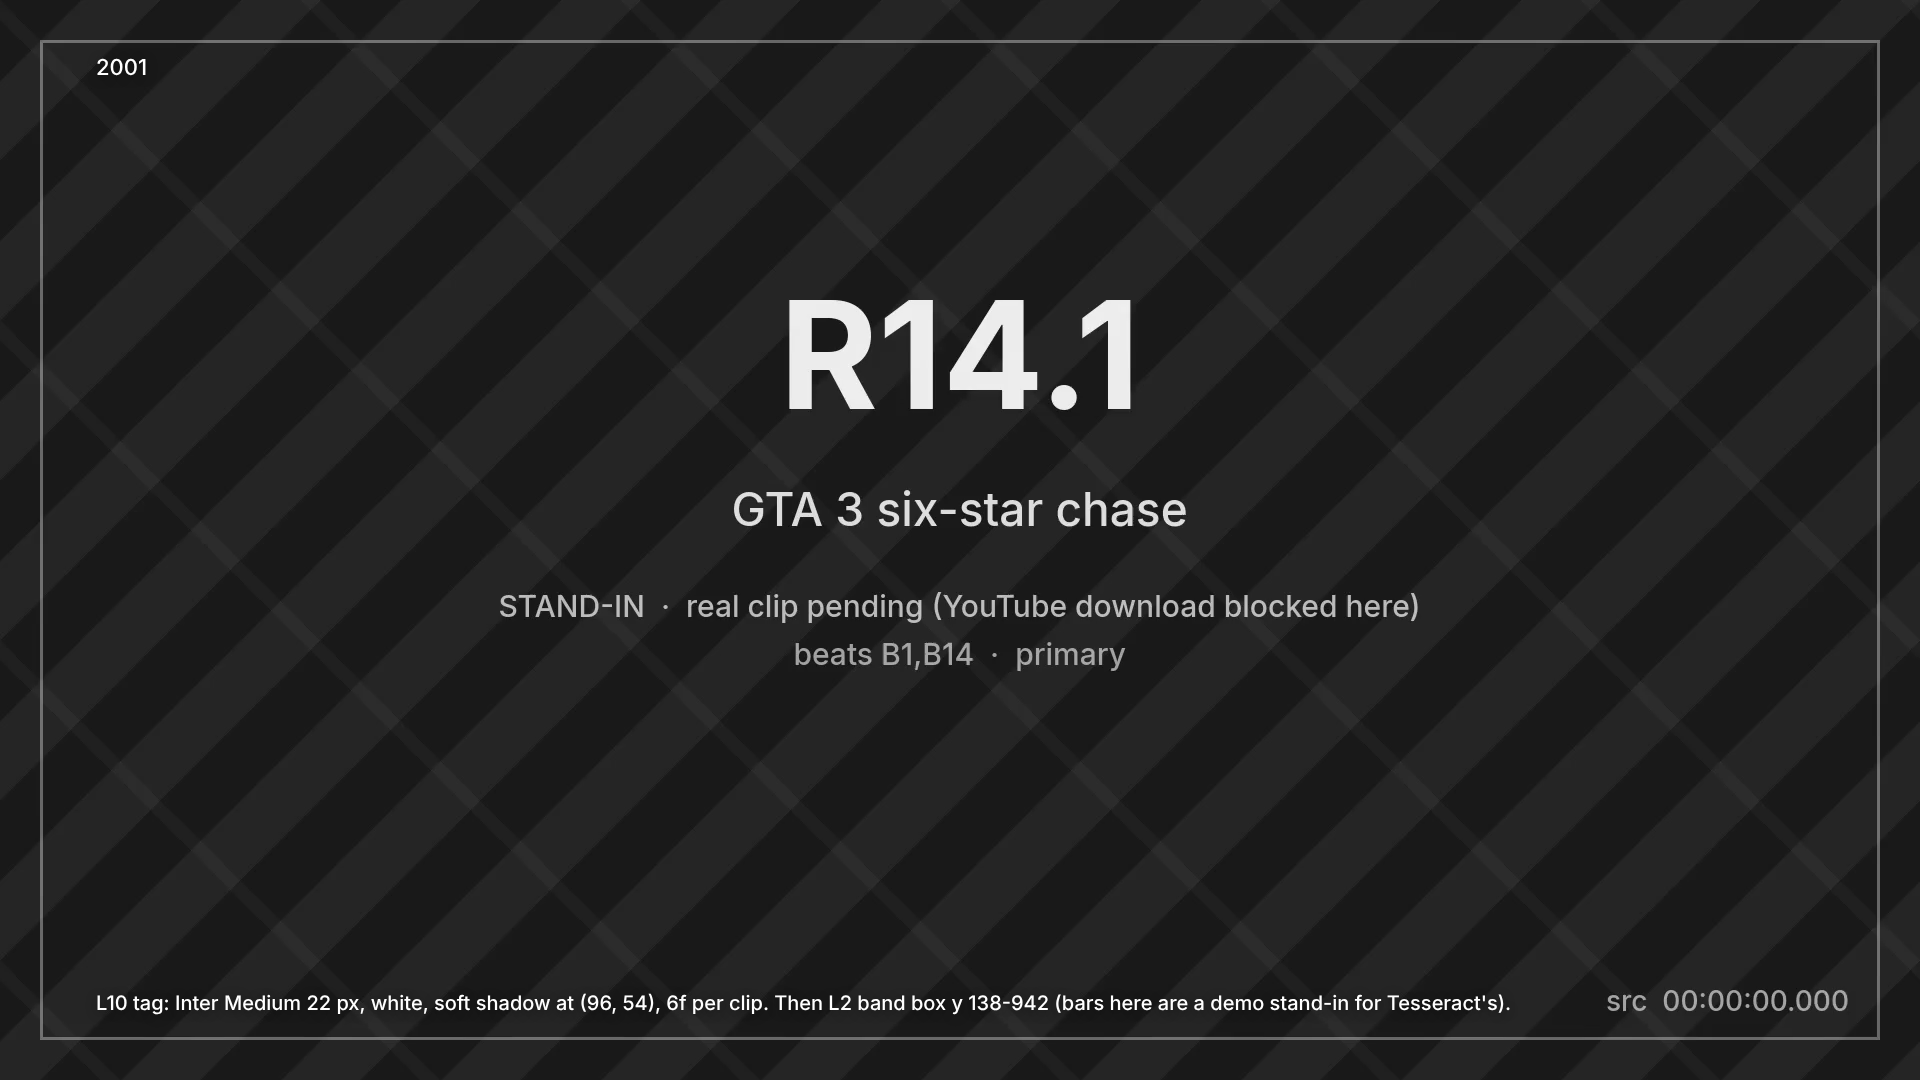 2001
R14.1
GTA 3 six-star chase
STAND-IN · real clip pending (YouTube download blocked here)
beats B1,B14 · primary
L10 tag: Inter Medium 22 px, white, soft shadow at (96, 54), 6f per clip. Then L2 band box y 138-942 (bars here are a demo stand-in for Tesseract's).
src 00:00:00.000